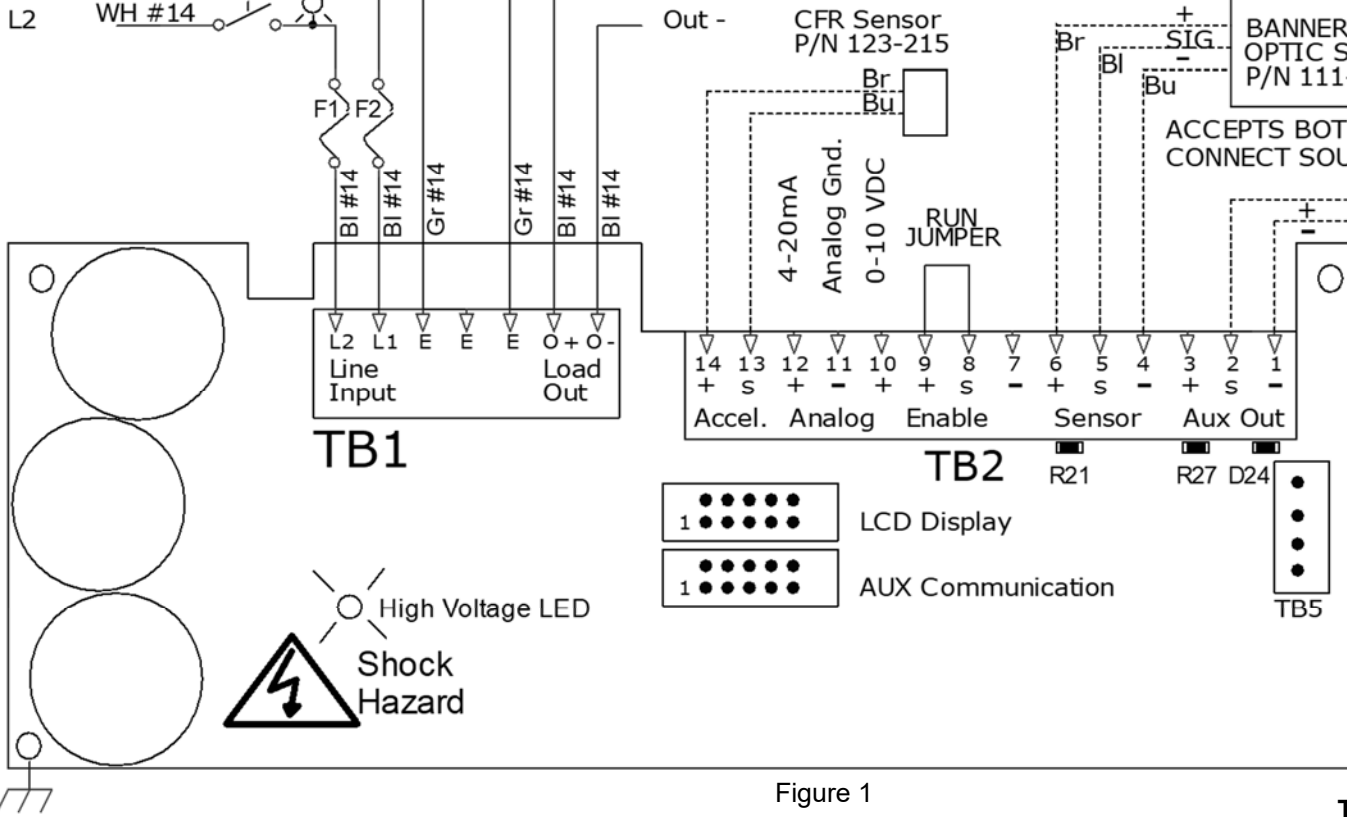 L2
WH #14
Out -
CFR Sensor
P/N 123-215
Br
Bu
+
SIG
-
Br
Bl
Bu
BANNER
OPTIC S
P/N 111-
ACCEPTS BOT
CONNECT SOU
F1
F2
Bl #14
Bl #14
Gr #14
Gr #14
Bl #14
Bl #14
4-20mA
Analog Gnd.
0-10 VDC
RUN
JUMPER
+
-
L2 L1 E E E O + O -
Line Input
Load Out
TB1
14 13 12 11 10 9 8 7 6 5 4 3 2 1
+ s + - + + s - + s - + s -
Accel. Analog Enable Sensor Aux Out
TB2
R21
R27
D24
1
LCD Display
1
AUX Communication
TB5
High Voltage LED
Shock
Hazard
Figure 1